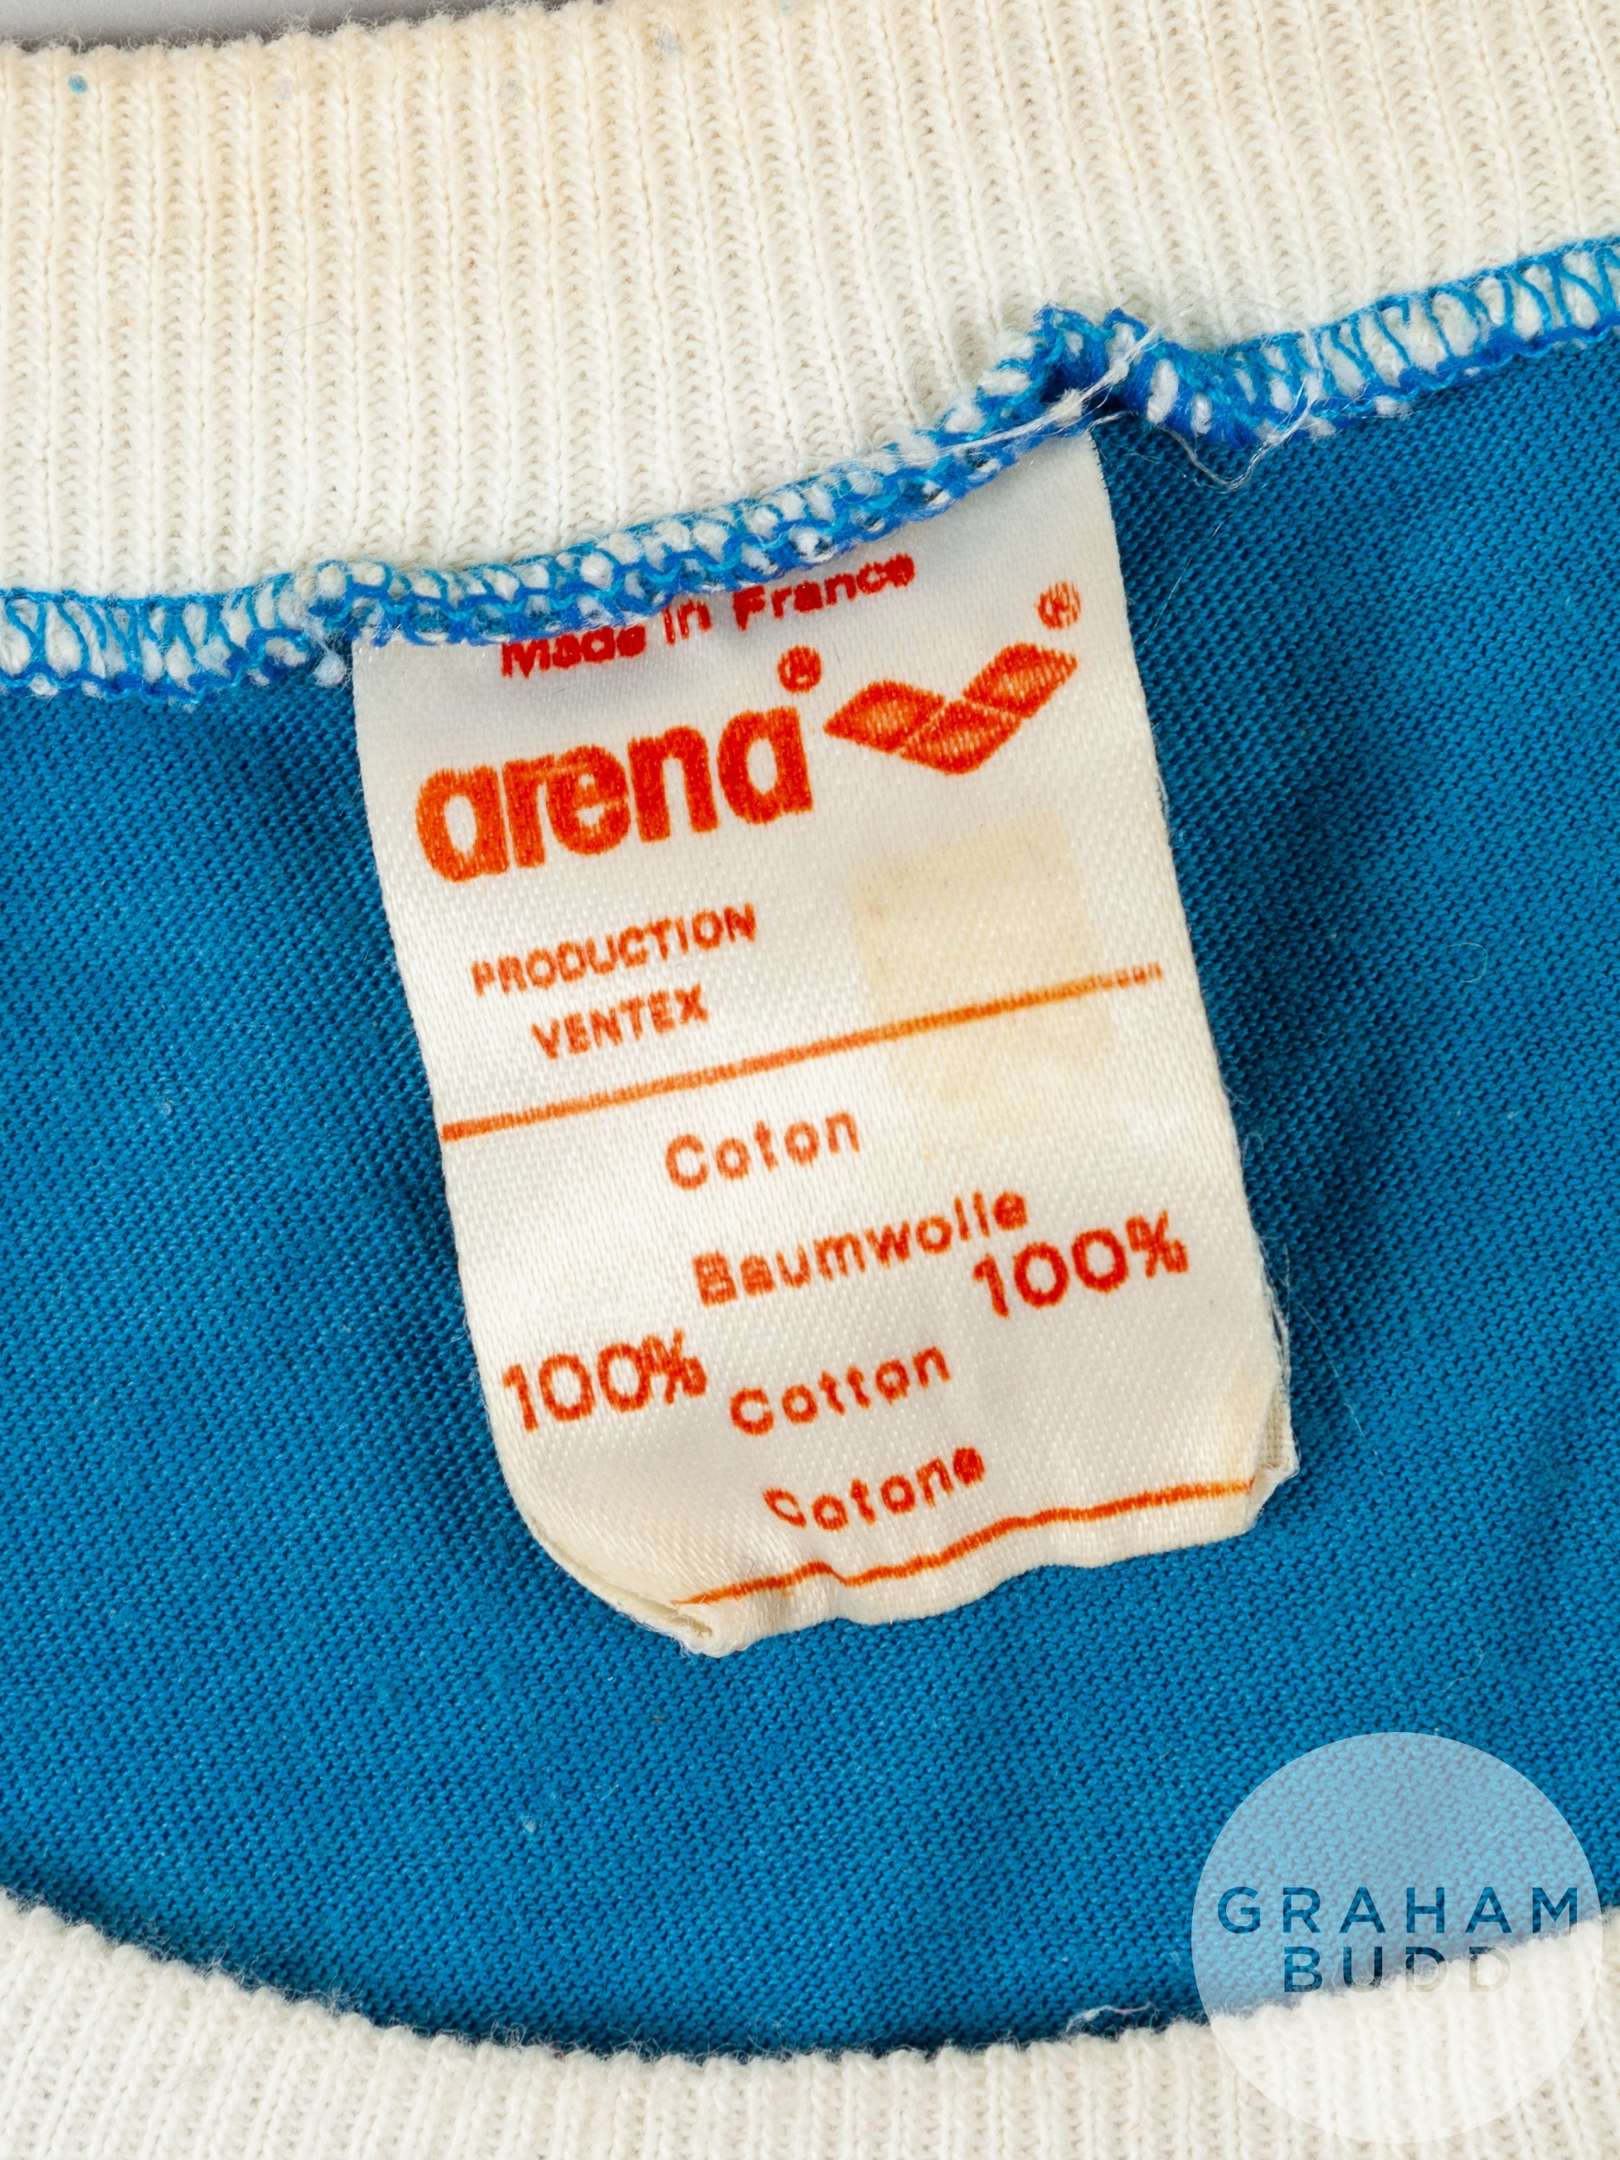 Made in France
arena®
®
PRODUCTION
VENTEX
Coton
Baumwolle
100%
100%
Cotton
Cotone
GRAHAM
BUDD